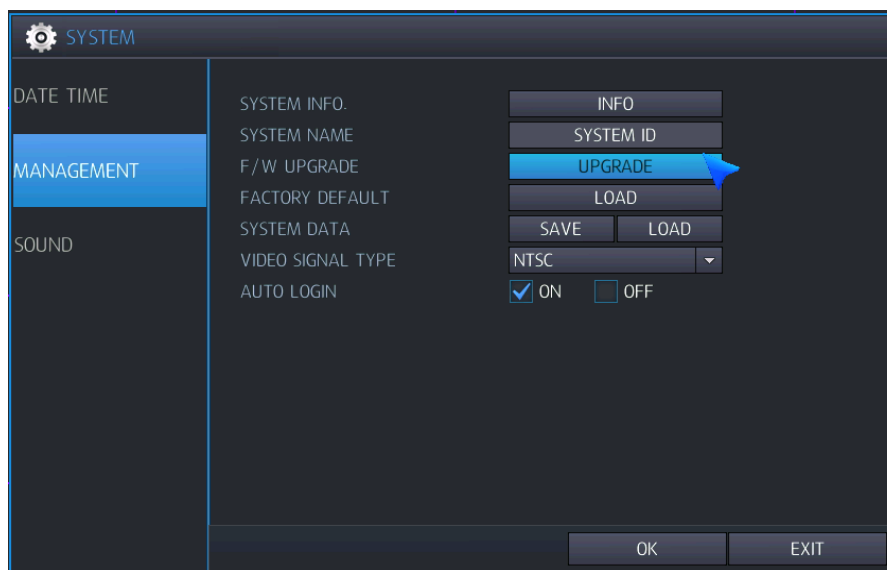 SYSTEM
DATE TIME
MANAGEMENT
SOUND
SYSTEM INFO. INFO
SYSTEM NAME SYSTEM ID
F/W UPGRADE UPGRADE
FACTORY DEFAULT LOAD
SYSTEM DATA SAVE LOAD
VIDEO SIGNAL TYPE NTSC
AUTO LOGIN ON OFF
OK EXIT